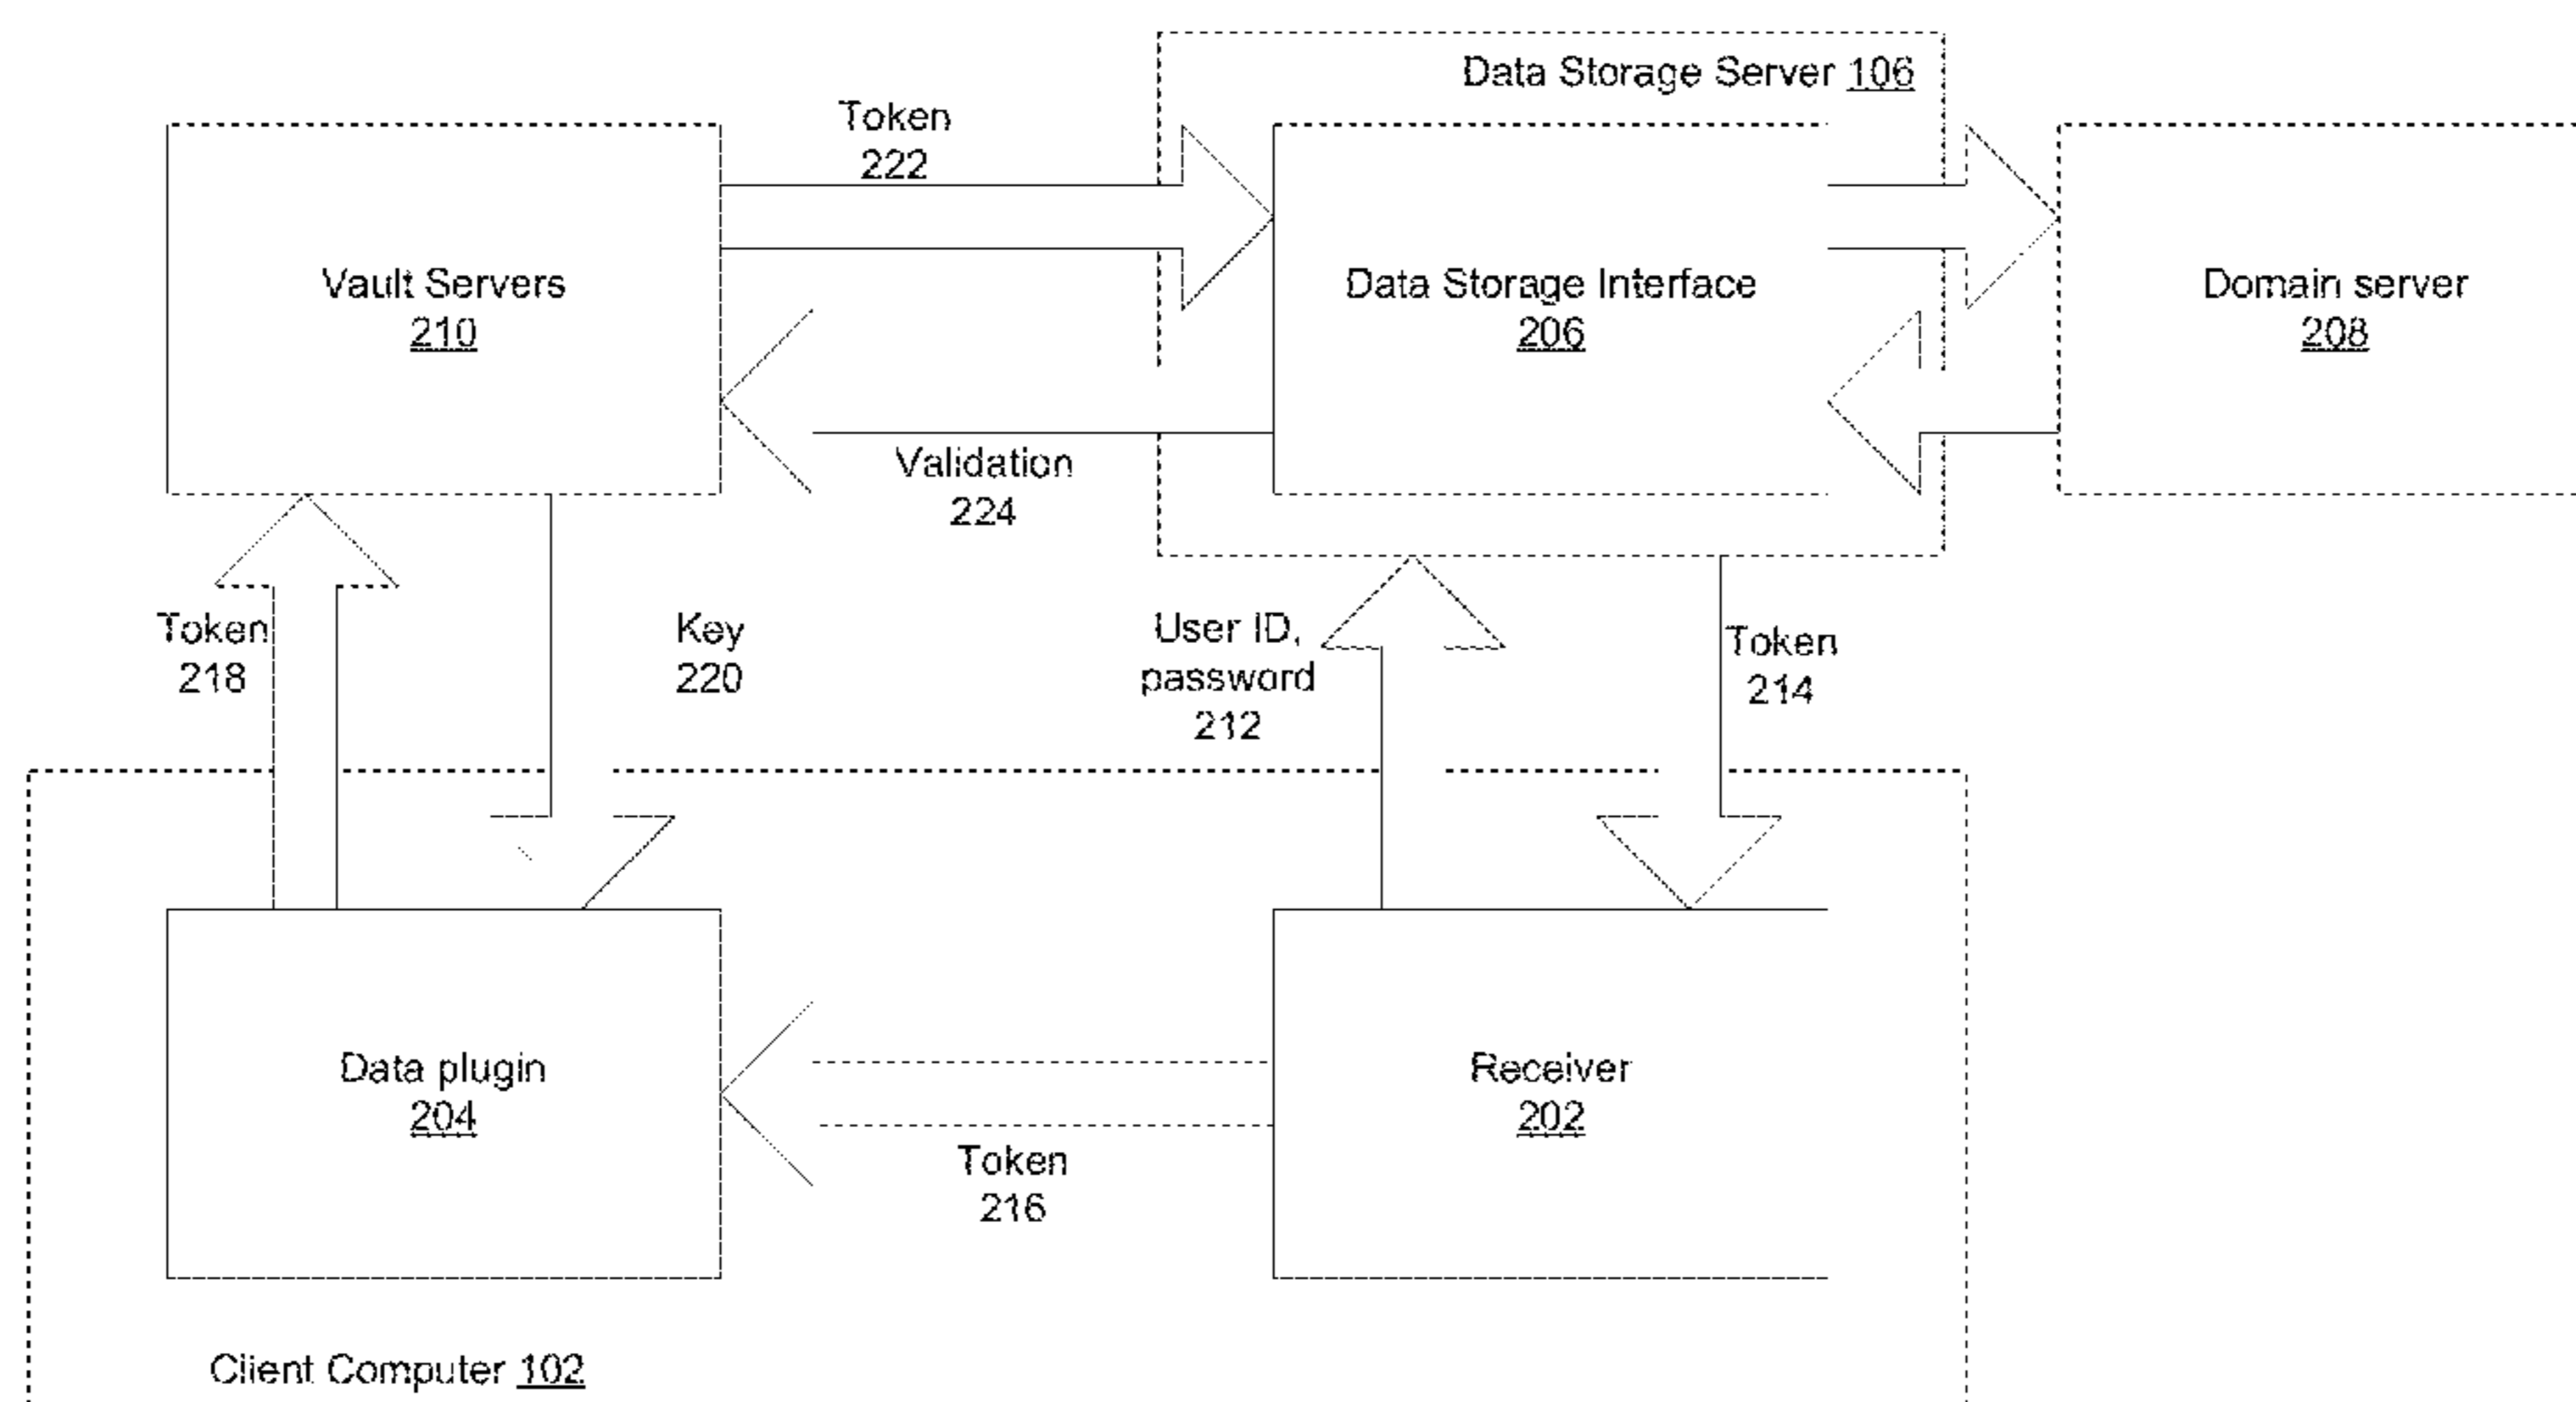 Data Storage Server 106
Token
222
Vault Servers
210
Data Storage Interface
206
Domain server
208
Validation
224
Token
218
Key
220
User ID,
password
212
Token
214
Data plugin
204
Receiver
202
Token
216
Client Computer 102